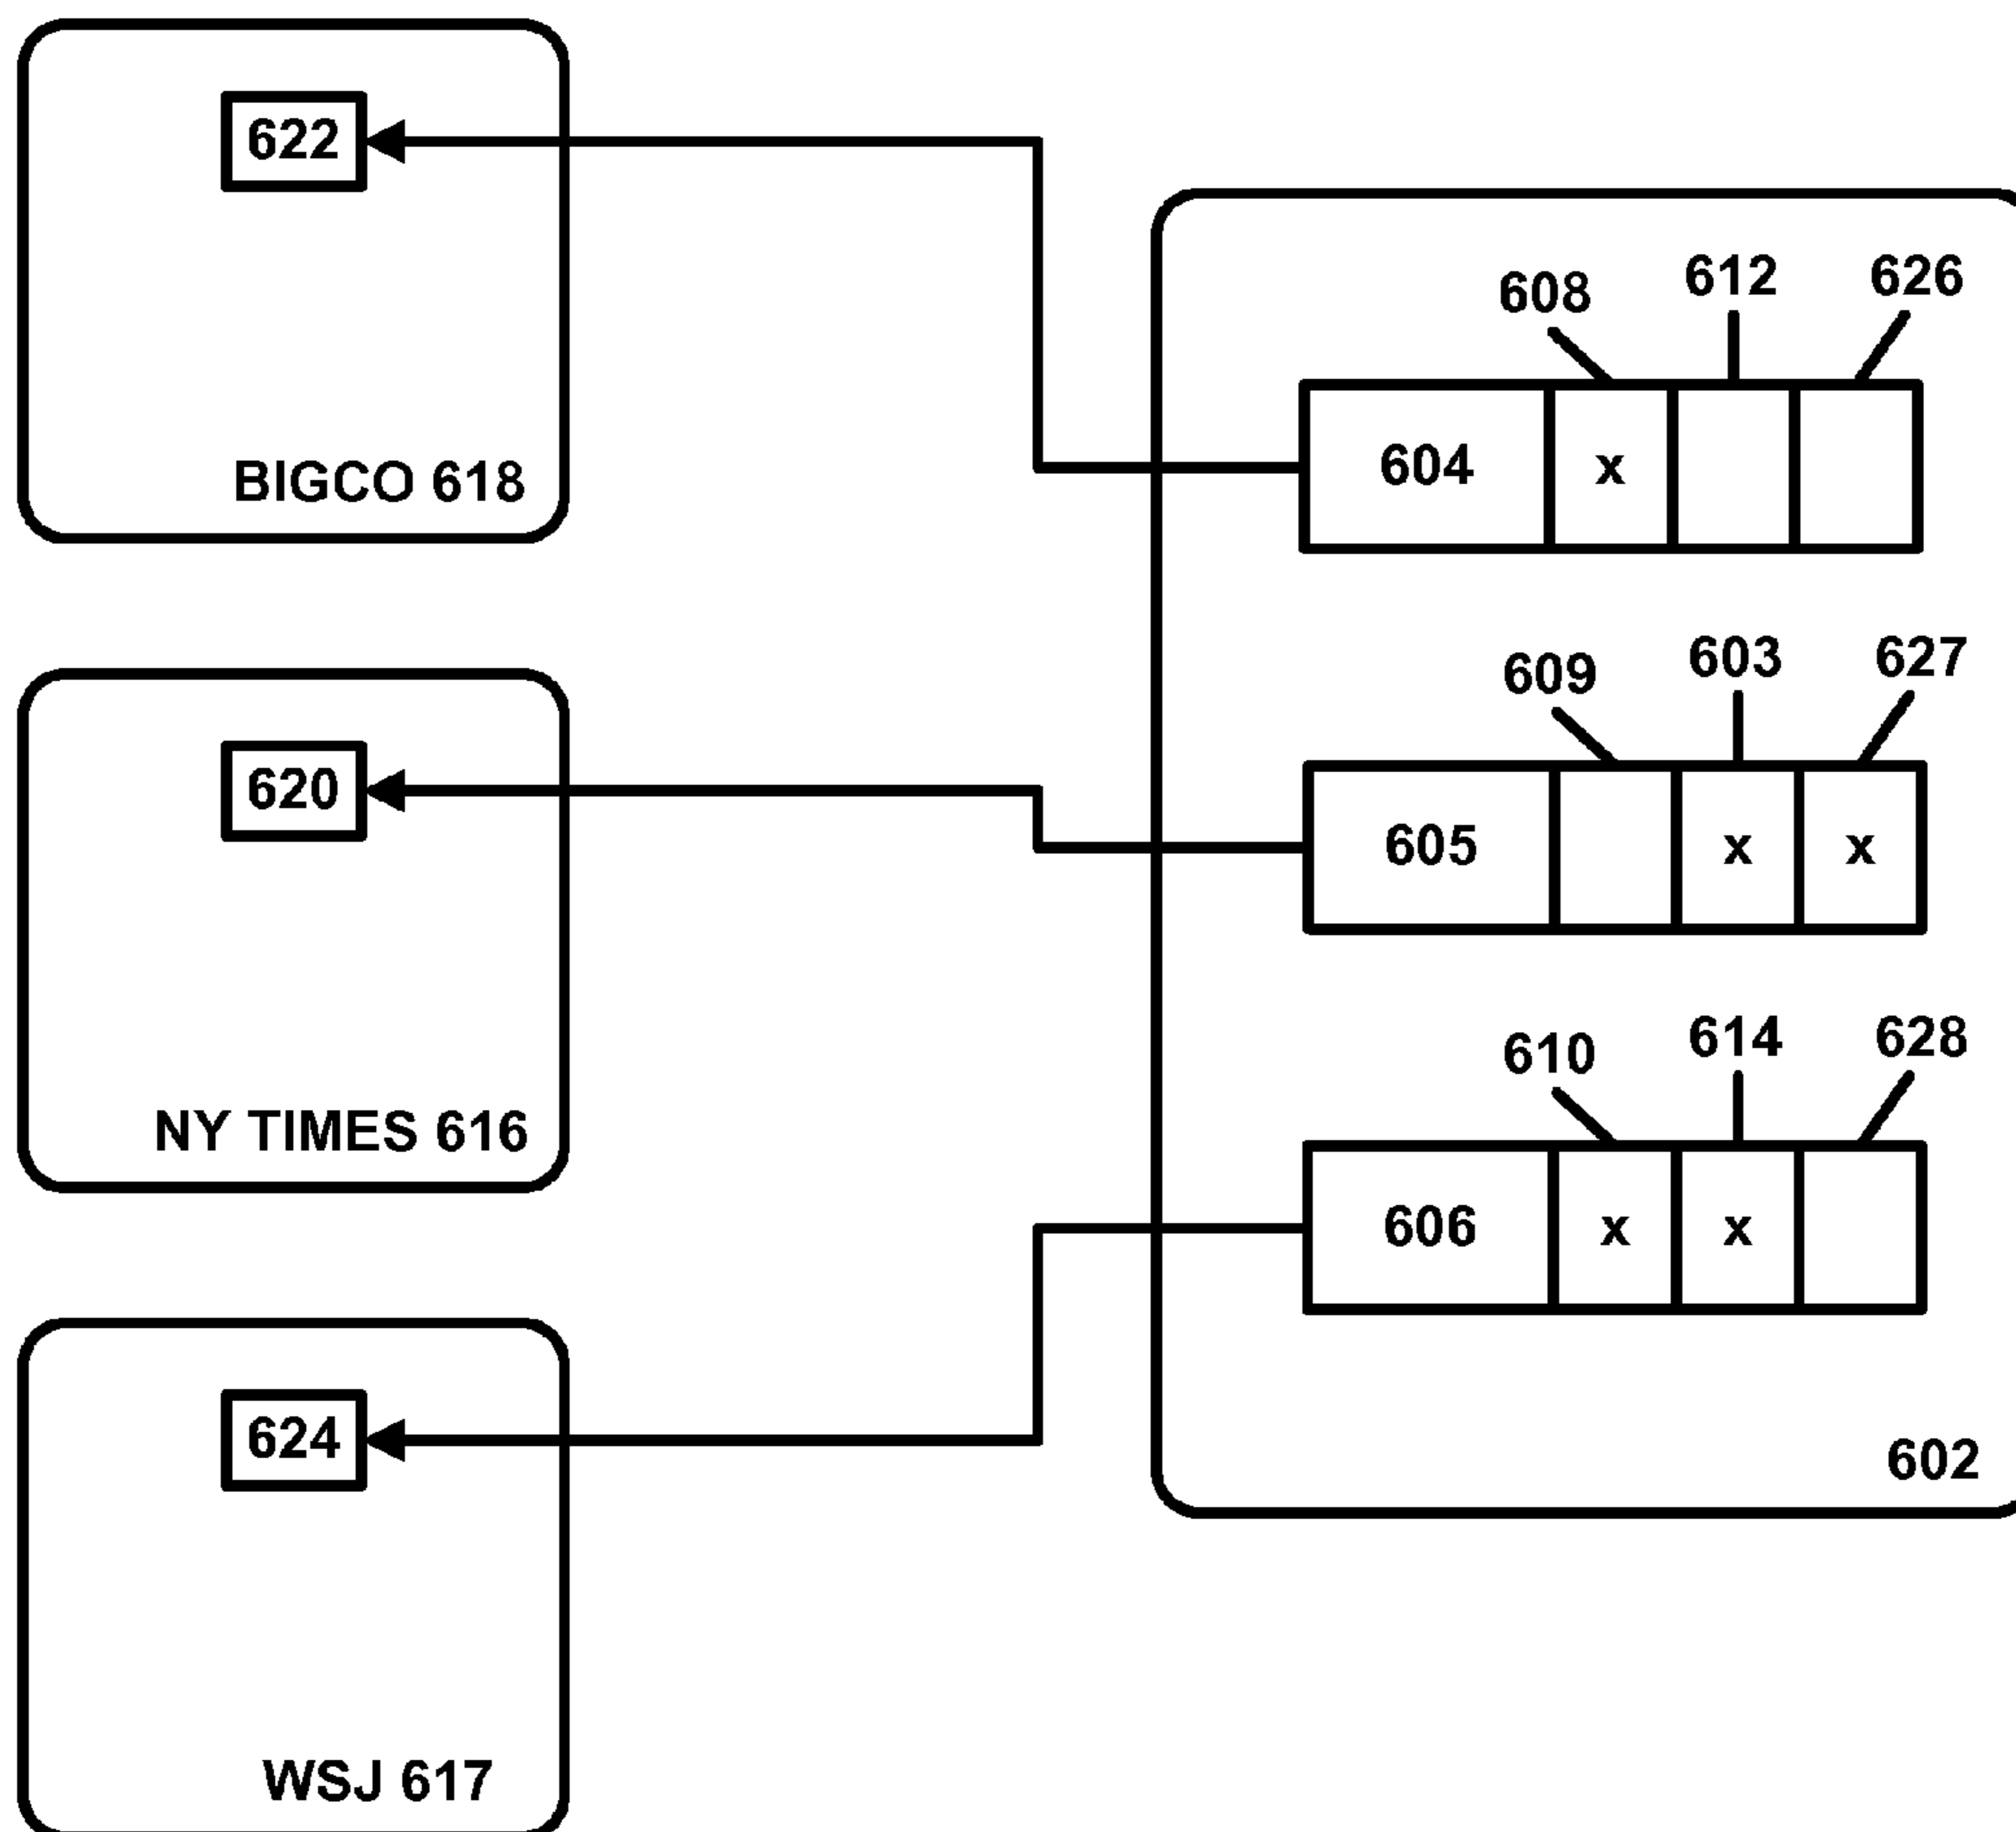 622
BIGCO 618
620
NY TIMES 616
624
WSJ 617
608 612 626
604 x
609 603 627
605 x x
610 614 628
606 x x
602